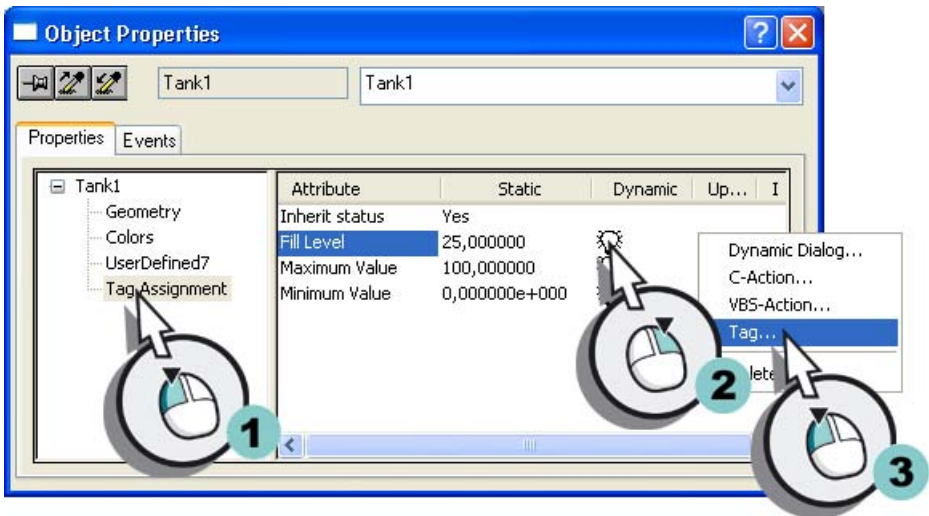 Object Properties
Tank1 Tank1
Properties Events
Tank1
Geometry
Colors
UserDefined7
Tag Assignment
Attribute Static Dynamic Up... I
Inherit status Yes
Fill Level 25,000000
Maximum Value 100,000000
Minimum Value 0,000000e+000
Dynamic Dialog...
C-Action...
VBS-Action...
Tag...
1
2
3